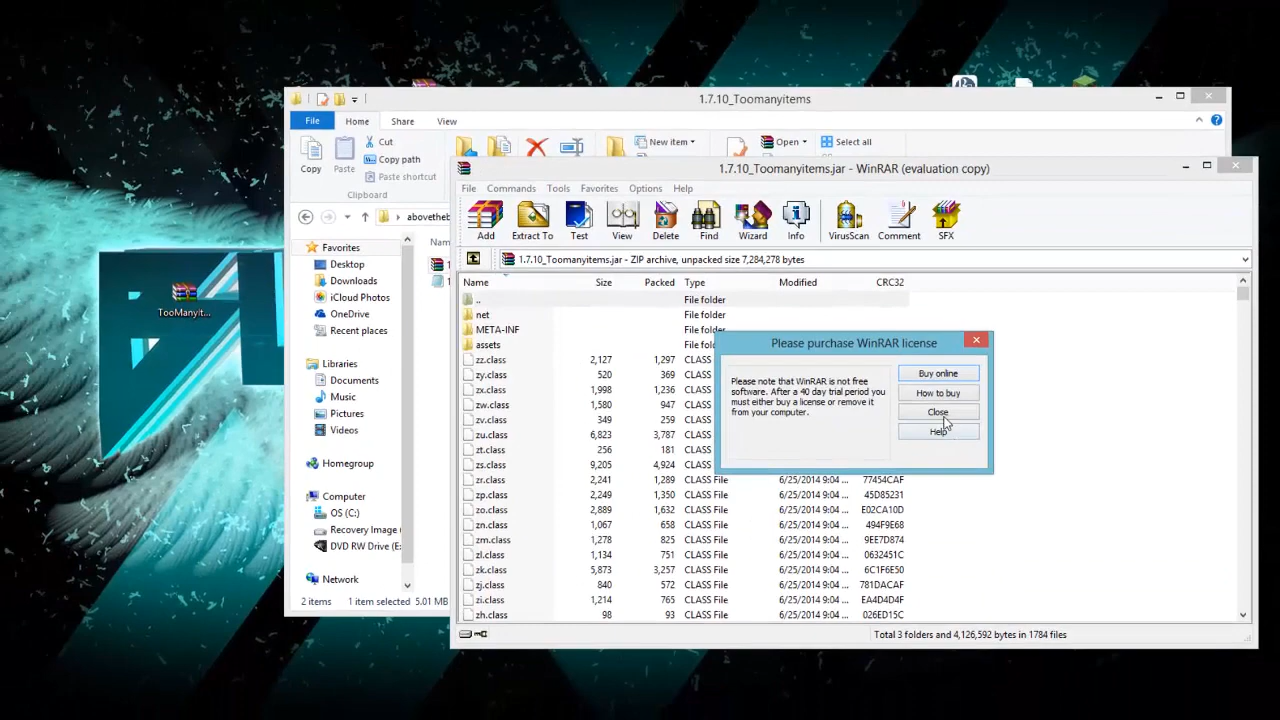 1.7.10_Toomanyitems
File Home Share View
Copy
Paste
Cut
Copy path
Paste shortcut
New item
Open
Select all
Clipboard
abovetheb
Favorites
Desktop
Downloads
iCloud Photos
OneDrive
Recent places
Libraries
Documents
Music
Pictures
Videos
Homegroup
Computer
OS (C:)
Recovery Image
DVD RW Drive (E:
Network
2 items 1 item selected 5.01 MB
TooManyit...
1.7.10_Toomanyitems.jar - WinRAR (evaluation copy)
File Commands Tools Favorites Options Help
Add Extract To Test View Delete Find Wizard Info VirusScan Comment SFX
1.7.10_Toomanyitems.jar - ZIP archive, unpacked size 7,284,278 bytes
Name Size Packed Type Modified CRC32
.. File folder
net File folder
META-INF File folder
assets File folde
zz.class 2,127 1,297 CLASS
zy.class 520 369 CLASS
zx.class 1,998 1,236 CLASS
zw.class 1,580 947 CLASS
zv.class 349 259 CLASS
zu.class 6,823 3,787 CLASS
zt.class 256 181 CLASS
zs.class 9,205 4,924 CLASS
zr.class 2,241 1,289 CLASS File 6/25/2014 9:04 ... 77454CAF
zp.class 2,249 1,350 CLASS File 6/25/2014 9:04 ... 45D85231
zo.class 2,889 1,632 CLASS File 6/25/2014 9:04 ... E02CA10D
zn.class 1,067 658 CLASS File 6/25/2014 9:04 ... 494F9E68
zm.class 1,278 825 CLASS File 6/25/2014 9:04 ... 9EE7D874
zl.class 1,134 751 CLASS File 6/25/2014 9:04 ... 0632451C
zk.class 5,873 3,257 CLASS File 6/25/2014 9:04 ... 6C1F6E50
zj.class 840 572 CLASS File 6/25/2014 9:04 ... 781DACAF
zi.class 1,214 765 CLASS File 6/25/2014 9:04 ... EA4D4D4F
zh.class 98 93 CLASS File 6/25/2014 9:04 ... 026ED15C
Total 3 folders and 4,126,592 bytes in 1784 files
Please purchase WinRAR license
Please note that WinRAR is not free
software. After a 40 day trial period you
must either buy a license or remove it
from your computer.
Buy online
How to buy
Close
Help